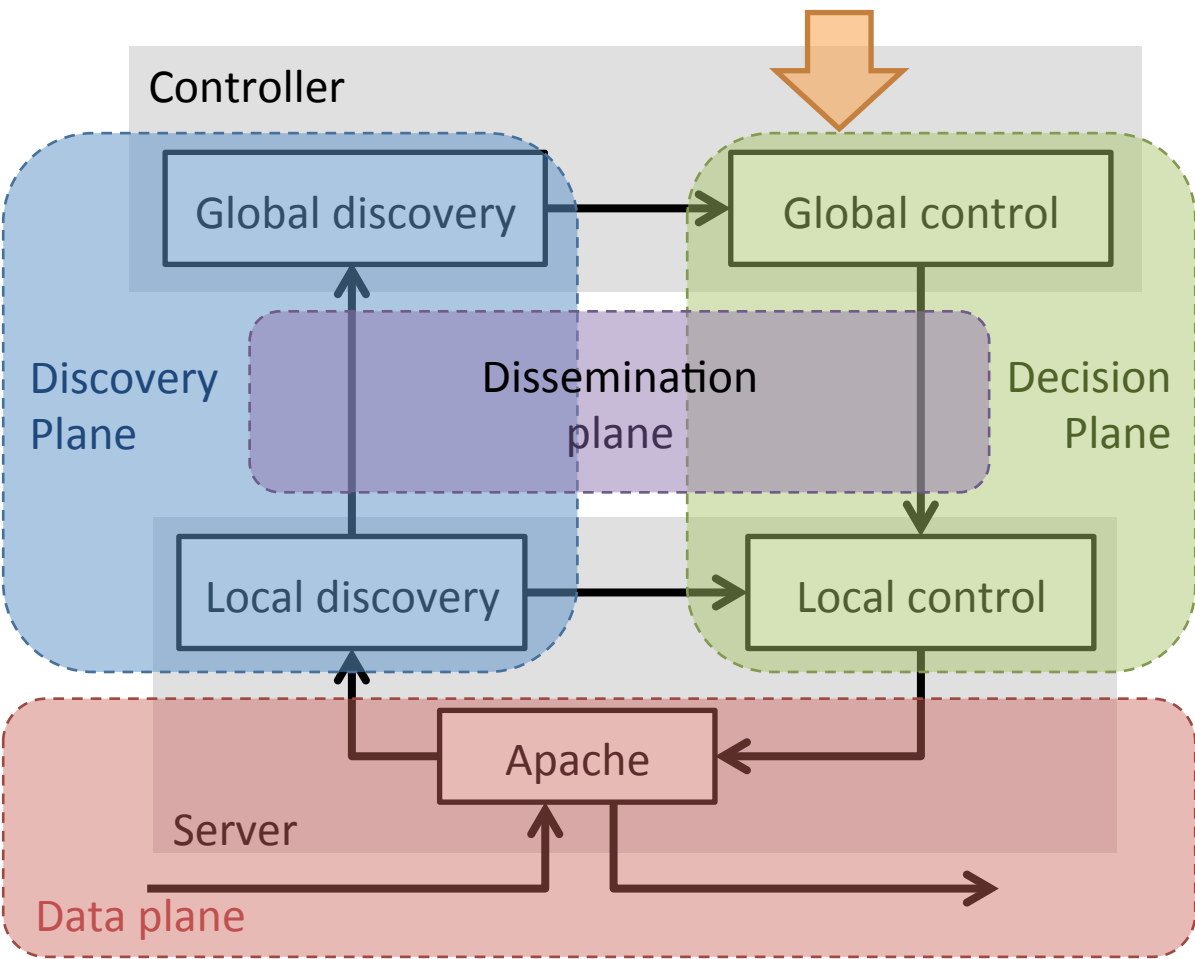 Controller
Global discovery
Global control
Discovery
Plane
Dissemination
plane
Decision
Plane
Local discovery
Local control
Apache
Server
Data plane